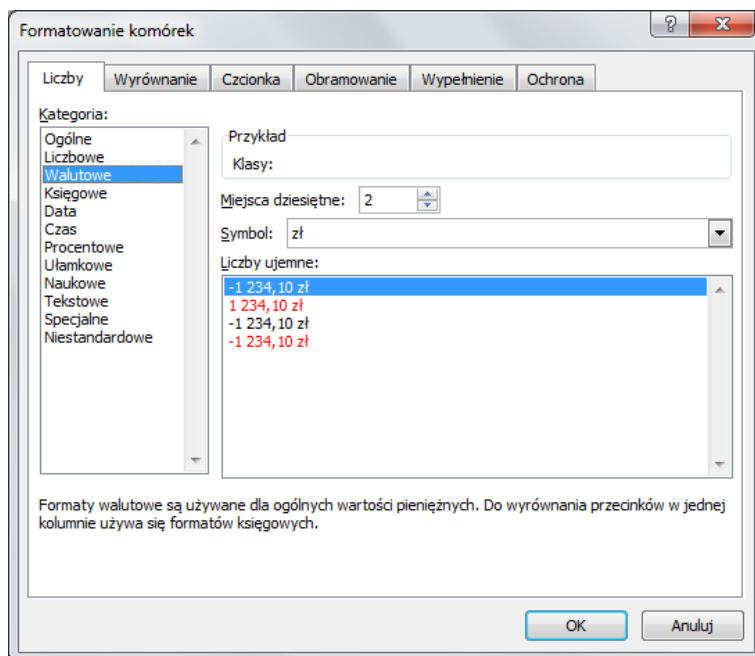 Formatowanie komórek
Liczby Wyrównanie Czcionka Obramowanie Wypełnienie Ochrona
Kategoria:
Ogólne
Liczbowe
Walutowe
Księgowe
Data
Czas
Procentowe
Ułamkowe
Naukowe
Tekstowe
Specjalne
Niestandardowe
Przykład
Klasy:
Miejsca dziesiętne: 2
Symbol: zł
Liczby ujemne:
-1 234,10 zł
1 234,10 zł
-1 234,10 zł
-1 234,10 zł
Formaty walutowe są używane dla ogólnych wartości pieniężnych. Do wyrównania przecinków w jednej
kolumnie używa się formatów księgowych.
OK Anuluj